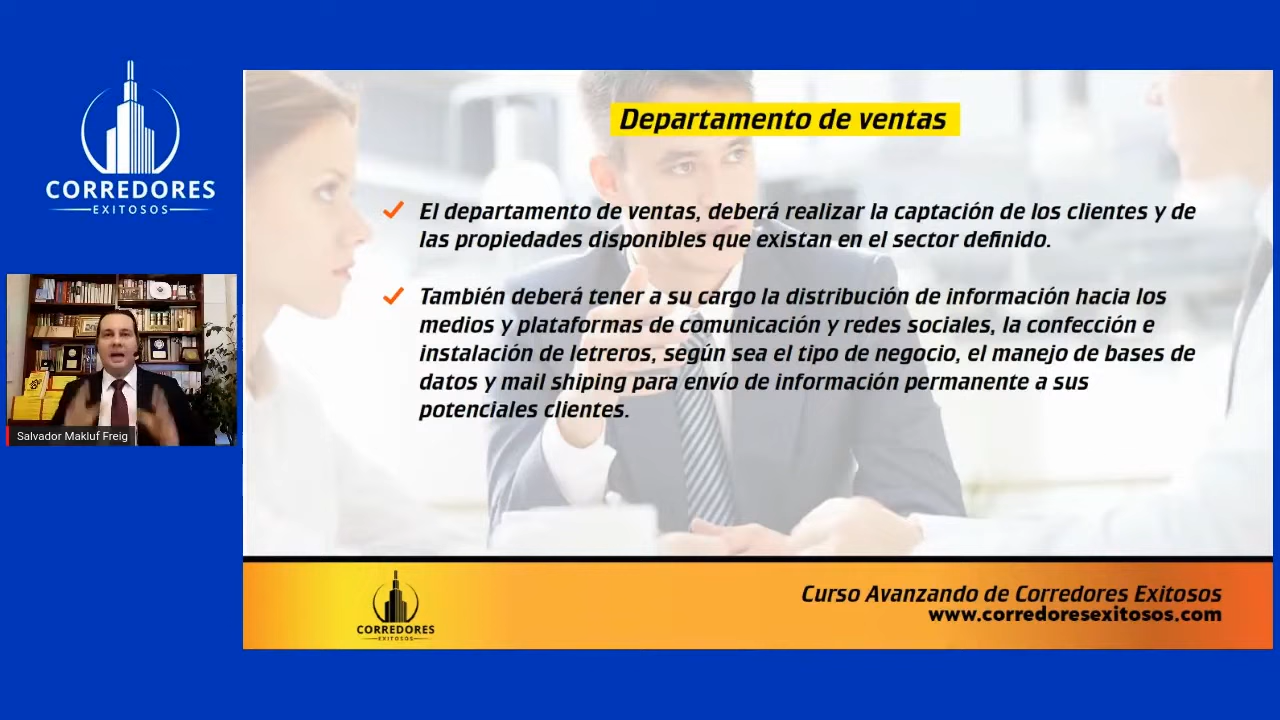 CORREDORES
EXITOSOS
Salvador Makluf Freig
Departamento de ventas
El departamento de ventas, deberá realizar la captación de los clientes y de
las propiedades disponibles que existan en el sector definido.
También deberá tener a su cargo la distribución de información hacia los
medios y plataformas de comunicación y redes sociales, la confección e
instalación de letreros, según sea el tipo de negocio, el manejo de bases de
datos y mail shiping para envío de información permanente a sus
potenciales clientes.
CORREDORES
EXITOSOS
Curso Avanzando de Corredores Exitosos
www.corredoresexitosos.com